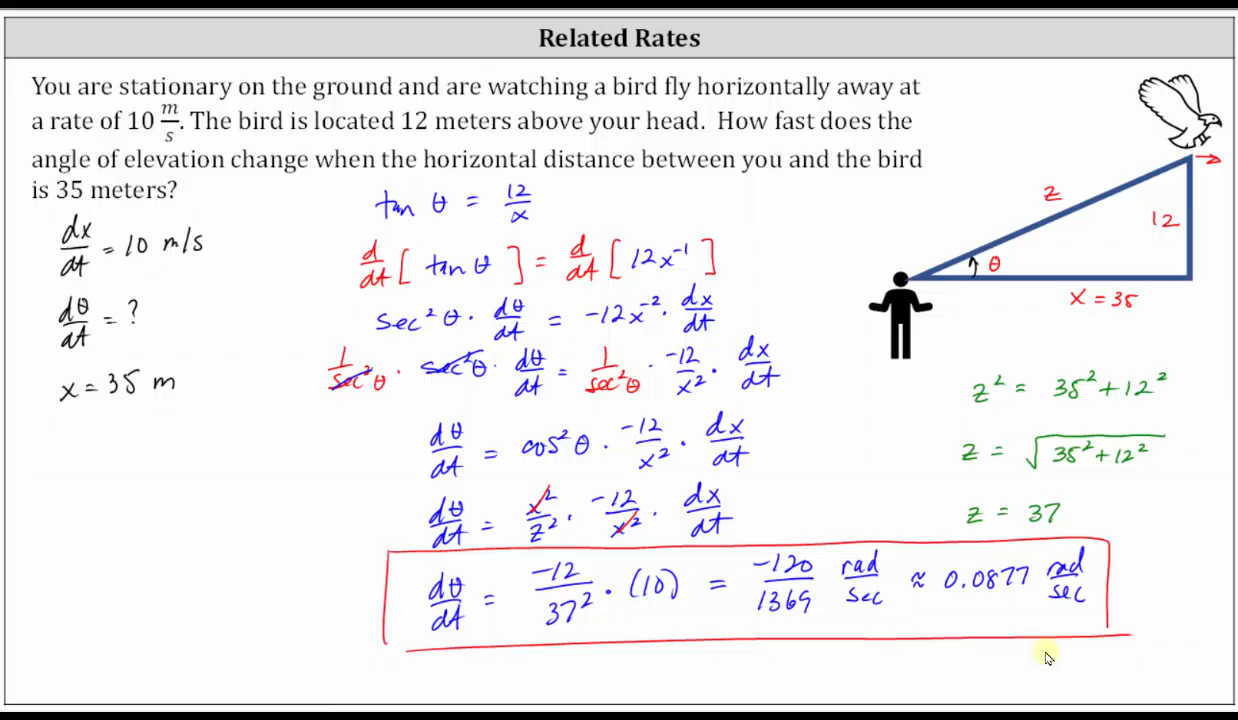 Related Rates
You are stationary on the ground and are watching a bird fly horizontally away at
a rate of 10 m/s. The bird is located 12 meters above your head. How fast does the
angle of elevation change when the horizontal distance between you and the bird
is 35 meters?
dx/dt = 10 m/s
dθ/dt = ?
x = 35 m
tan θ = 12/x
d/dt [ tan θ ] = d/dt [ 12x⁻¹ ]
sec² θ · dθ/dt = -12x⁻² · dx/dt
1/sec²θ · sec²θ · dθ/dt = 1/sec²θ · -12/x² · dx/dt
dθ/dt = cos² θ · -12/x² · dx/dt
dθ/dt = x²/z² · -12/x² · dx/dt
dθ/dt = -12/37² · (10) = -120/1369 rad/sec ≈ 0.0877 rad/sec
z
12
θ
x = 35
z² = 35² + 12²
z = √(35² + 12²)
z = 37